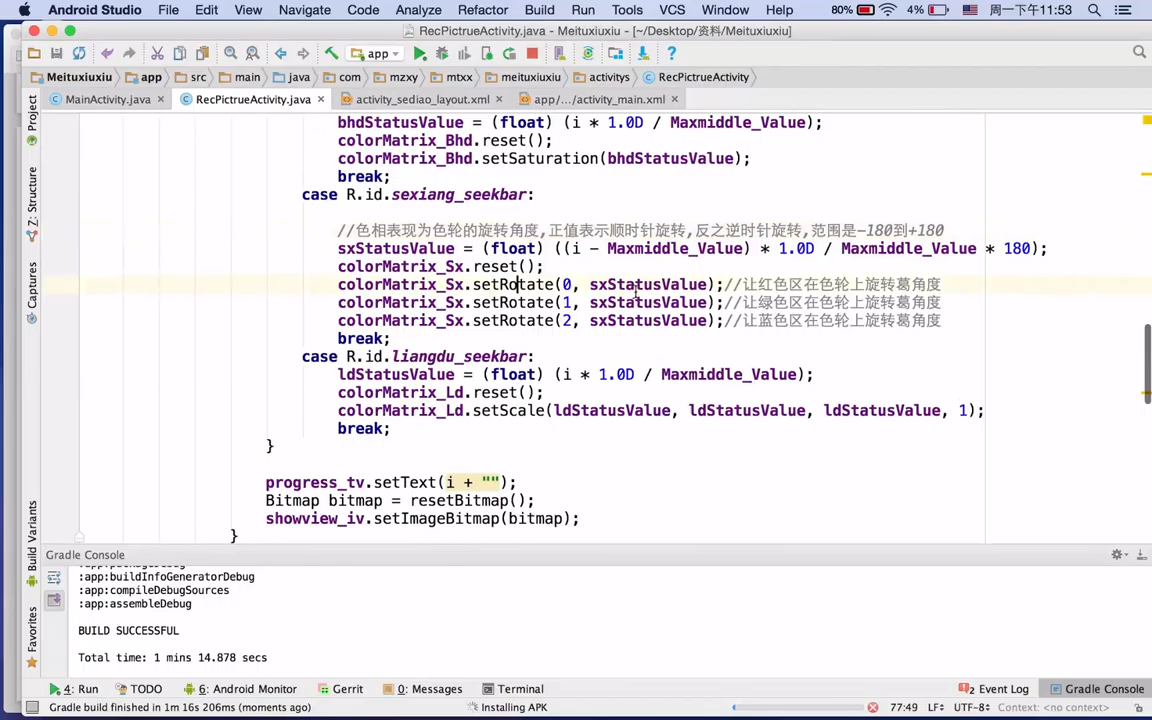 Android Studio File Edit View Navigate Code Analyze Refactor Build Run Tools VCS Window Help 80% 4% 周一下午11:53
RecPictrueActivity.java - Meituxiuxiu - [~/Desktop/资料/Meituxiuxiu]
app
Meituxiuxiu app src main java com mzxy mtxx meituxiuxiu activitys RecPictrueActivity
MainActivity.java RecPictrueActivity.java activity_sediao_layout.xml app/.../activity_main.xml
Project
Z: Structure
Captures
Build Variants
Favorites
bhdStatusValue = (float) (i * 1.0D / Maxmiddle_Value);
colorMatrix_Bhd.reset();
colorMatrix_Bhd.setSaturation(bhdStatusValue);
break;
case R.id.sexiang_seekbar:
//色相表现为色轮的旋转角度,正值表示顺时针旋转,反之逆时针旋转,范围是-180到+180
sxStatusValue = (float) ((i - Maxmiddle_Value) * 1.0D / Maxmiddle_Value * 180);
colorMatrix_Sx.reset();
colorMatrix_Sx.setRotate(0, sxStatusValue);//让红色区在色轮上旋转葛角度
colorMatrix_Sx.setRotate(1, sxStatusValue);//让绿色区在色轮上旋转葛角度
colorMatrix_Sx.setRotate(2, sxStatusValue);//让蓝色区在色轮上旋转葛角度
break;
case R.id.liangdu_seekbar:
ldStatusValue = (float) (i * 1.0D / Maxmiddle_Value);
colorMatrix_Ld.reset();
colorMatrix_Ld.setScale(ldStatusValue, ldStatusValue, ldStatusValue, 1);
break;
}
progress_tv.setText(i + "");
Bitmap bitmap = resetBitmap();
showview_iv.setImageBitmap(bitmap);
}
Gradle Console
:app:buildInfoGeneratorDebug
:app:compileDebugSources
:app:assembleDebug
BUILD SUCCESSFUL
Total time: 1 mins 14.878 secs
4: Run TODO 6: Android Monitor Gerrit 0: Messages Terminal 2 Event Log Gradle Console
Gradle build finished in 1m 16s 206ms (moments ago) Installing APK 77:49 LF÷ UTF-8÷ Context: <no context>